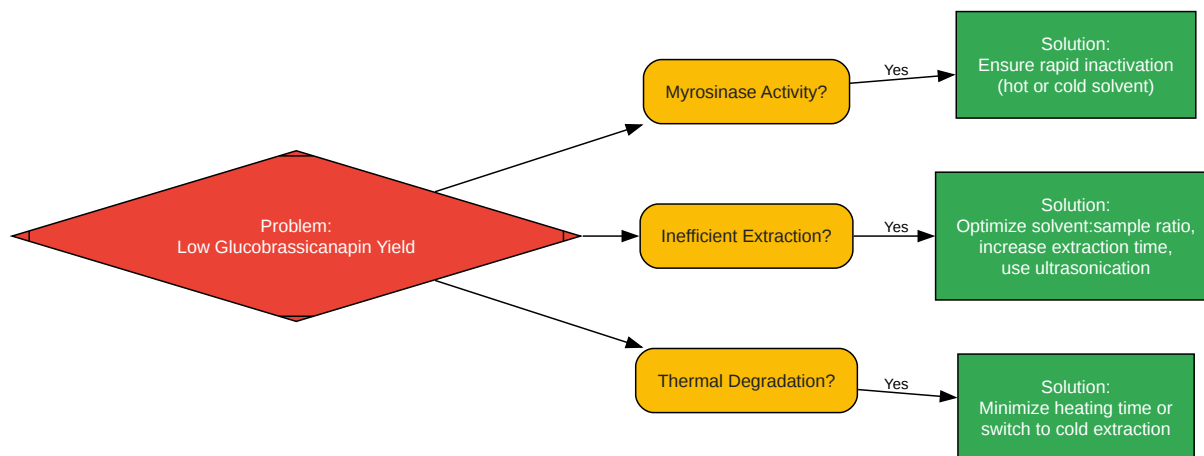 Problem:
Low Glucobrassicanapin Yield
Myrosinase Activity?
Yes
Solution:
Ensure rapid inactivation
(hot or cold solvent)
Inefficient Extraction?
Yes
Solution:
Optimize solvent:sample ratio,
increase extraction time,
use ultrasonication
Thermal Degradation?
Yes
Solution:
Minimize heating time or
switch to cold extraction